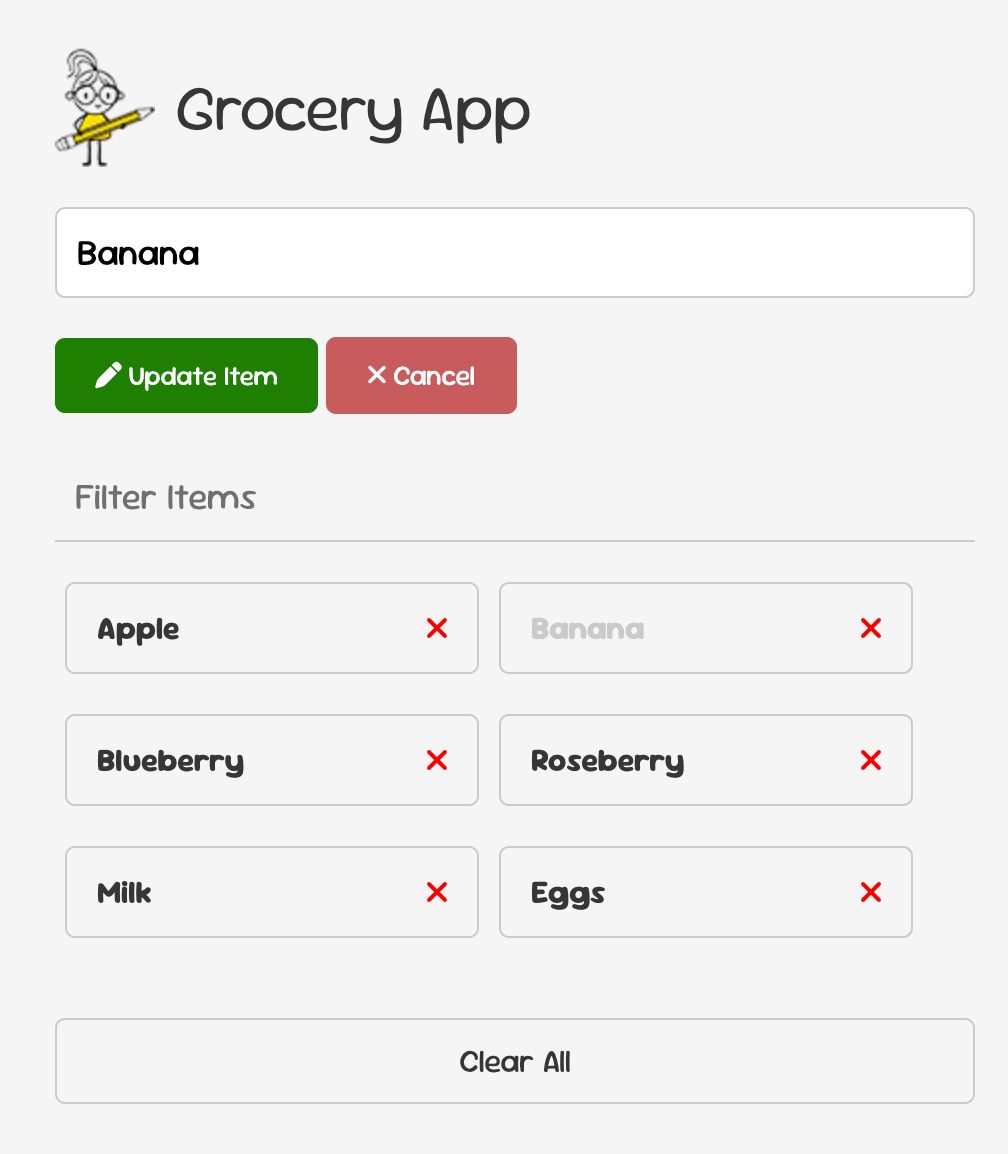 Grocery App
Banana
Update Item
Cancel
Filter Items
Apple
Banana
Blueberry
Roseberry
Milk
Eggs
Clear All